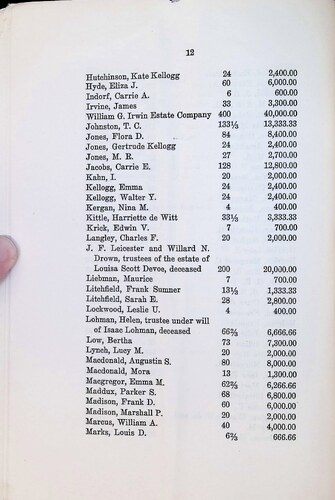 12
Hutchinson, Kate Kellogg 24 2,400.00
Hyde, Eliza J. 60 6,000.00
Indorf, Carrie A. 6 600.00
Irvine, James 33 3,300.00
William G. Irwin Estate Company 400 40,000.00
Johnston, T. C. 133⅓ 13,333.33
Jones, Flora D. 84 8,400.00
Jones, Gertrude Kellogg 24 2,400.00
Jones, M. R. 27 2,700.00
Jacobs, Carrie E. 128 12,800.00
Kahn, I. 20 2,000.00
Kellogg, Emma 24 2,400.00
Kellogg, Walter Y. 24 2,400.00
Kergan, Nina M. 4 400.00
Kittle, Harriette de Witt 33⅓ 3,333.33
Krick, Edwin V. 7 700.00
Langley, Charles F. 20 2,000.00
J. F. Leicester and Willard N.
Drown, trustees of the estate of
Louisa Scott Devoe, deceased 200 20,000.00
Liebman, Maurice 7 700.00
Litchfield, Frank Sumner 13⅓ 1,333.33
Litchfield, Sarah E. 28 2,800.00
Lockwood, Leslie U. 4 400.00
Lohman, Helen, trustee under will
of Isaac Lohman, deceased 66⅔ 6,666.66
Low, Bertha 73 7,300.00
Lynch, Lucy M. 20 2,000.00
Macdonald, Augustin S. 80 8,000.00
Macdonald, Mora 13 1,300.00
Macgregor, Emma M. 62⅔ 6,266.66
Maddux, Parker S. 68 6,800.00
Madison, Frank D. 60 6,000.00
Madison, Marshall P. 20 2,000.00
Marcus, William A. 40 4,000.00
Marks, Louis D. 6⅔ 666.66